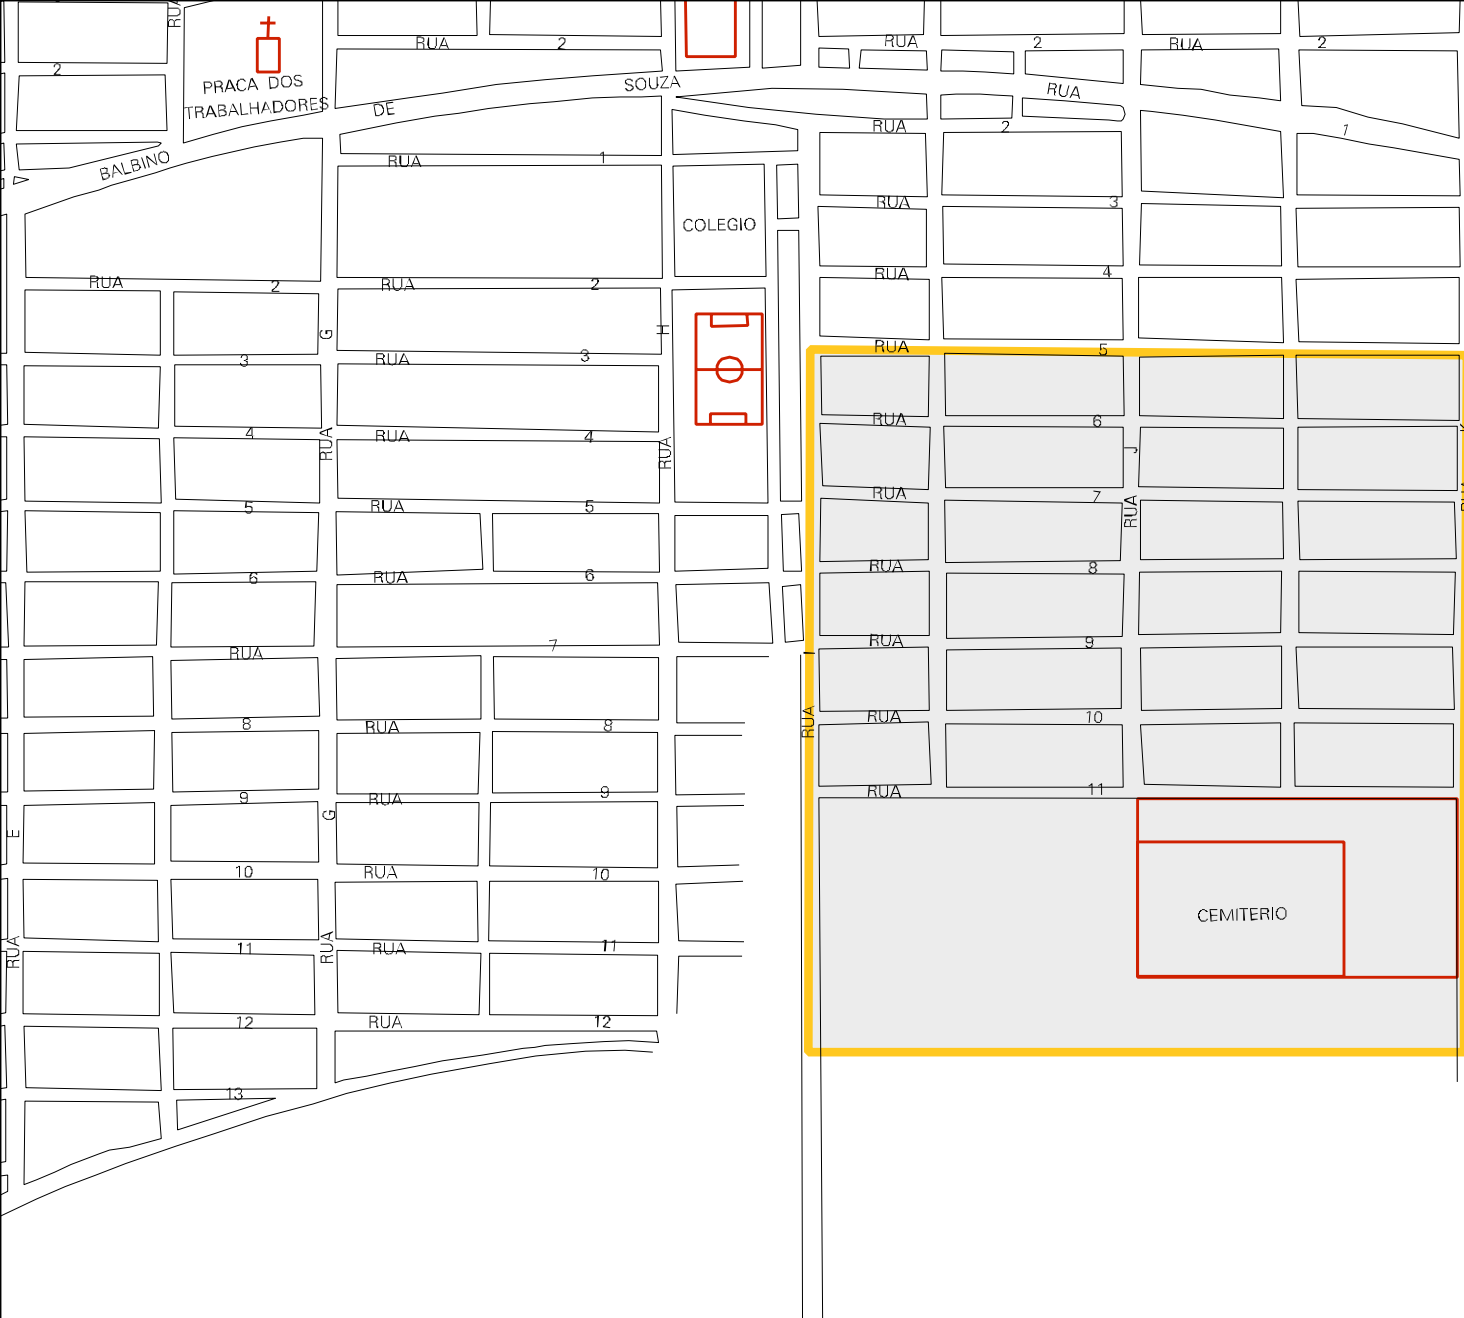 RUA
RUA 2
RUA 2
RUA 2
2
PRACA DOS
TRABALHADORES
BALBINO DE SOUZA
RUA 1
RUA 2
RUA 1
COLEGIO
RUA 3
RUA 4
RUA 5
RUA 2
RUA 2
3
RUA 3
4
RUA 4
5
RUA 5
6
RUA 6
RUA 7
8
RUA 8
9
RUA 9
10
RUA 10
11
RUA 11
12
RUA 12
13
RUA G
RUA G
RUA E
RUA H
RUA I
RUA J
RUA 6
RUA 7
RUA 8
RUA 9
RUA 10
RUA 11
CEMITERIO